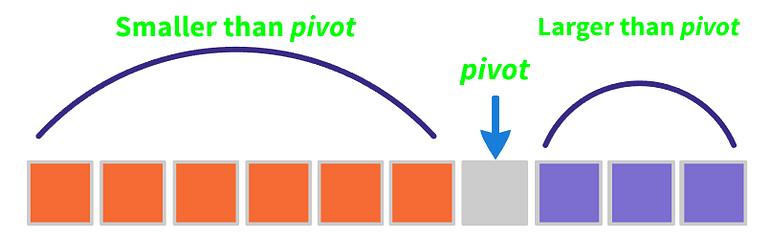 Smaller than pivot
Larger than pivot
pivot